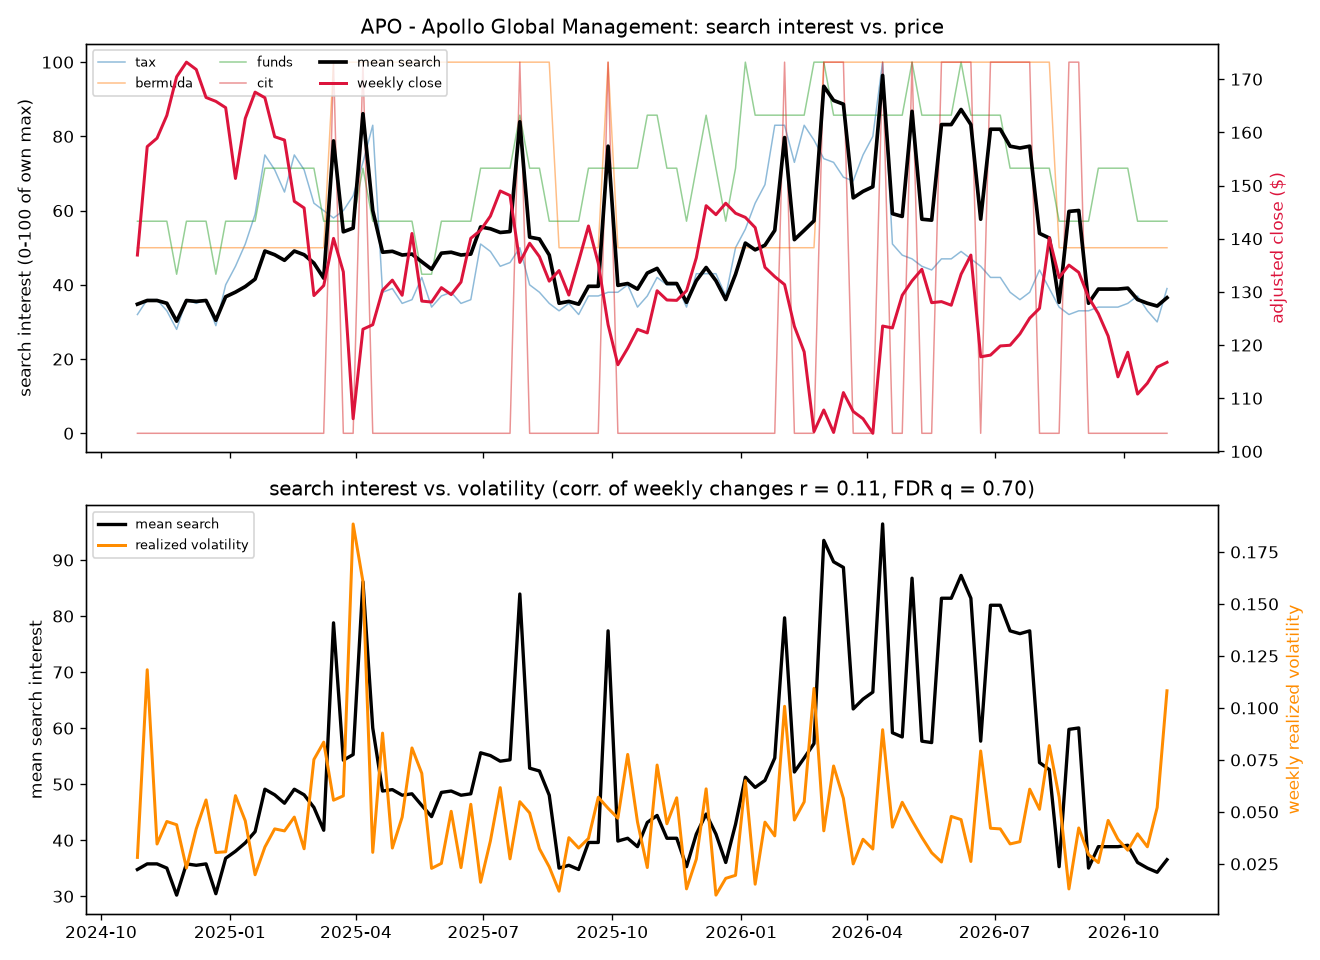 APO - Apollo Global Management: search interest vs. price
tax
bermuda
funds
cit
mean search
weekly close
100
80
60
40
20
0
search interest (0-100 of own max)
170
160
150
140
130
120
110
100
adjusted close ($)
search interest vs. volatility (corr. of weekly changes r = 0.11, FDR q = 0.70)
mean search
realized volatility
90
80
70
60
50
40
30
mean search interest
0.175
0.150
0.125
0.100
0.075
0.050
0.025
weekly realized volatility
2024-10
2025-01
2025-04
2025-07
2025-10
2026-01
2026-04
2026-07
2026-10